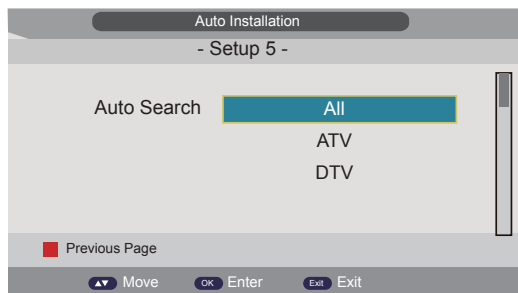 Auto Installation
- Setup 5 -
Auto Search All
ATV
DTV
Previous Page
▲▼ Move OK Enter Exit Exit